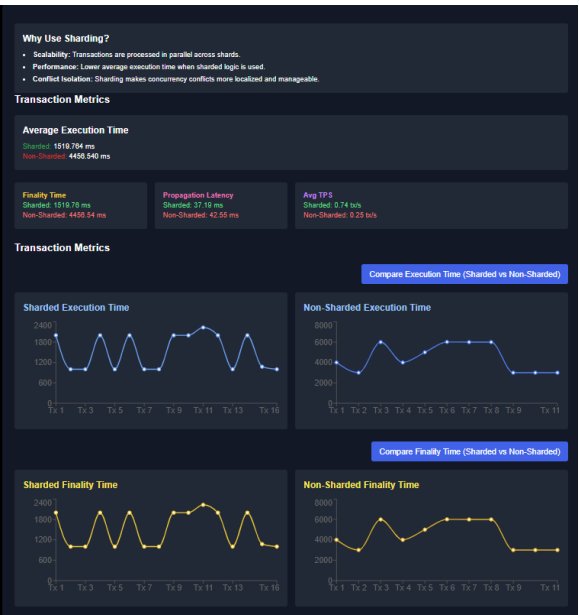 Why Use Sharding?
• Scalability: Transactions are processed in parallel across shards.
• Performance: Lower average execution time when sharded logic is used.
• Conflict Isolation: Sharding makes concurrency conflicts more localized and manageable.
Transaction Metrics
Average Execution Time
Sharded: 1519.764 ms
Non-Sharded: 4456.540 ms
Finality Time
Sharded: 1519.76 ms
Non-Sharded: 4456.54 ms
Propagation Latency
Sharded: 37.19 ms
Non-Sharded: 42.55 ms
Avg TPS
Sharded: 0.74 tx/s
Non-Sharded: 0.25 tx/s
Transaction Metrics
Compare Execution Time (Sharded vs Non-Sharded)
Sharded Execution Time
2400
1800
1200
600
0
Tx 1 Tx 3 Tx 5 Tx 7 Tx 9 Tx 11 Tx 13 Tx 16
Non-Sharded Execution Time
8000
6000
4000
2000
0
Tx 1 Tx 2 Tx 3 Tx 4 Tx 5 Tx 6 Tx 7 Tx 8 Tx 9 Tx 11
Compare Finality Time (Sharded vs Non-Sharded)
Sharded Finality Time
2400
1800
1200
600
0
Tx 1 Tx 3 Tx 5 Tx 7 Tx 9 Tx 11 Tx 13 Tx 16
Non-Sharded Finality Time
8000
6000
4000
2000
0
Tx 1 Tx 2 Tx 3 Tx 4 Tx 5 Tx 6 Tx 7 Tx 8 Tx 9 Tx 11